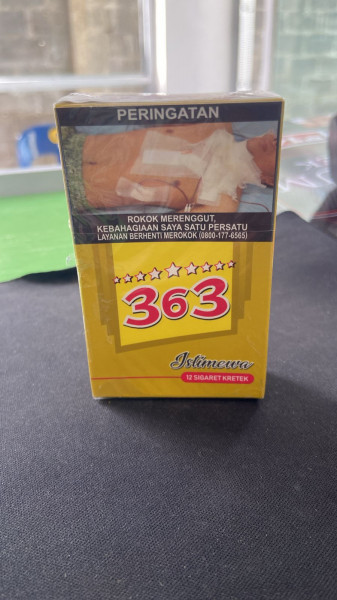 PERINGATAN
ROKOK MERENGGUT,
KEBAHAGIAAN SAYA SATU PERSATU
LAYANAN BERHENTI MEROKOK (0800-177-6565)
363
Istimewa
12 SIGARET KRETEK